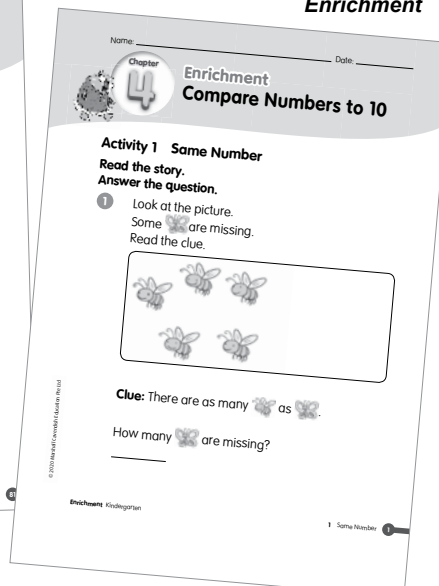 Enrichment
Name: Date:
Chapter
4
Enrichment
Compare Numbers to 10
Activity 1 Same Number
Read the story.
Answer the question.
1 Look at the picture.
Some are missing.
Read the clue.
Clue: There are as many as .
How many are missing?
© 2020 Marshall Cavendish Education Pte Ltd
81
Enrichment Kindergarten
1 Same Number 1